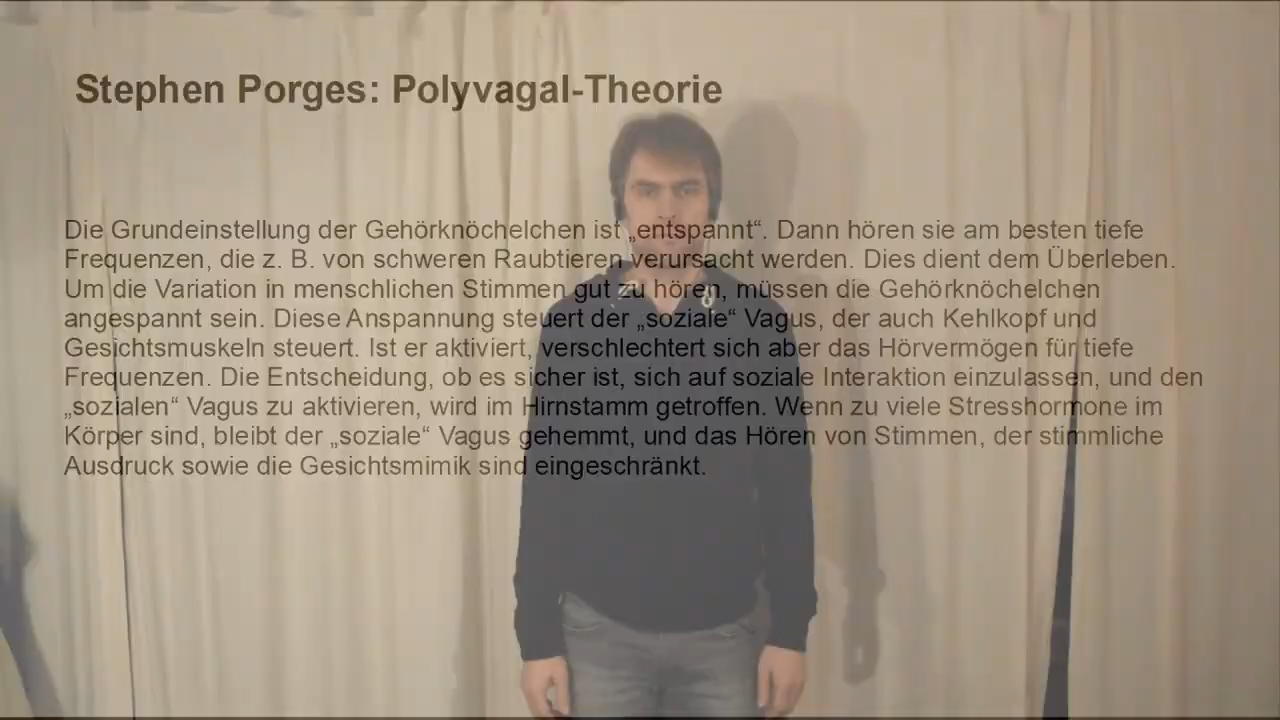 Stephen Porges: Polyvagal-Theorie
Die Grundeinstellung der Gehörknöchelchen ist „entspannt“. Dann hören sie am besten tiefe
Frequenzen, die z. B. von schweren Raubtieren verursacht werden. Dies dient dem Überleben.
Um die Variation in menschlichen Stimmen gut zu hören, müssen die Gehörknöchelchen
angespannt sein. Diese Anspannung steuert der „soziale“ Vagus, der auch Kehlkopf und
Gesichtsmuskeln steuert. Ist er aktiviert, verschlechtert sich aber das Hörvermögen für tiefe
Frequenzen. Die Entscheidung, ob es sicher ist, sich auf soziale Interaktion einzulassen, und den
„sozialen“ Vagus zu aktivieren, wird im Hirnstamm getroffen. Wenn zu viele Stresshormone im
Körper sind, bleibt der „soziale“ Vagus gehemmt, und das Hören von Stimmen, der stimmliche
Ausdruck sowie die Gesichtsmimik sind eingeschränkt.